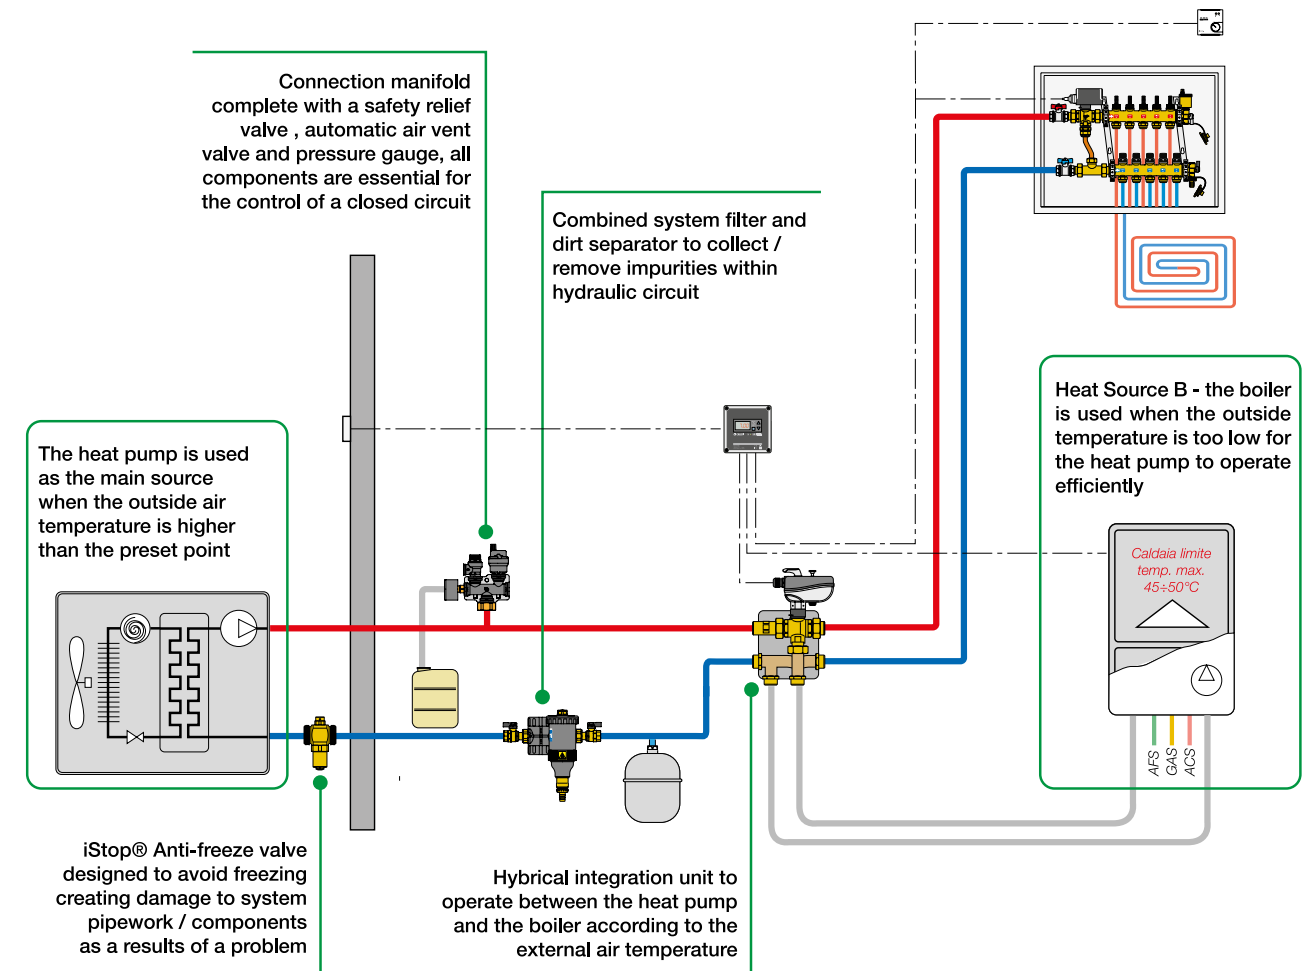 Connection manifold
complete with a safety relief
valve , automatic air vent
valve and pressure gauge, all
components are essential for
the control of a closed circuit
Combined system filter and
dirt separator to collect /
remove impurities within
hydraulic circuit
Heat Source B - the boiler
is used when the outside
temperature is too low for
the heat pump to operate
efficiently
The heat pump is used
as the main source
when the outside air
temperature is higher
than the preset point
Caldaia limite
temp. max.
45÷50°C
AFS
GAS
ACS
iStop® Anti-freeze valve
designed to avoid freezing
creating damage to system
pipework / components
as a results of a problem
Hybrical integration unit to
operate between the heat pump
and the boiler according to the
external air temperature